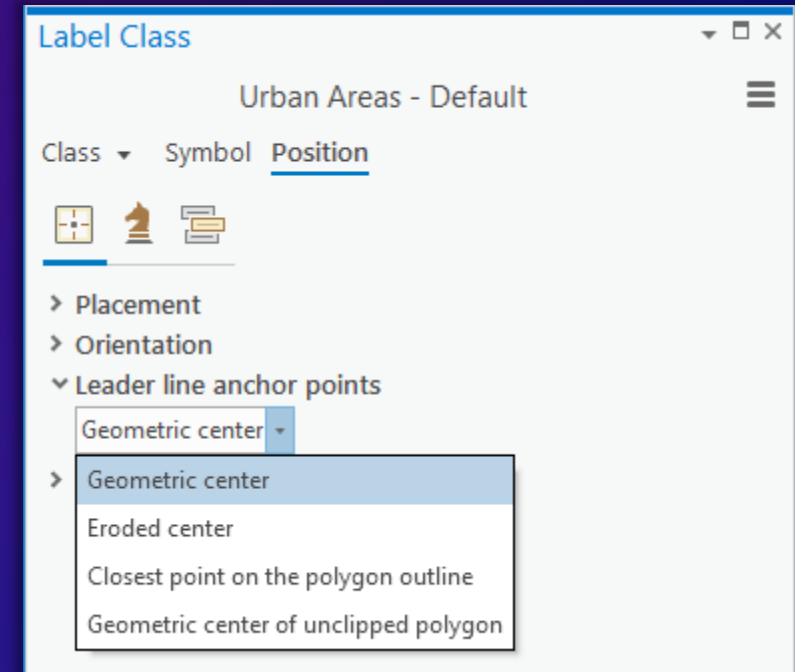 Label Class
Urban Areas - Default
Class Symbol Position
Placement
Orientation
Leader line anchor points
Geometric center
Geometric center
Eroded center
Closest point on the polygon outline
Geometric center of unclipped polygon